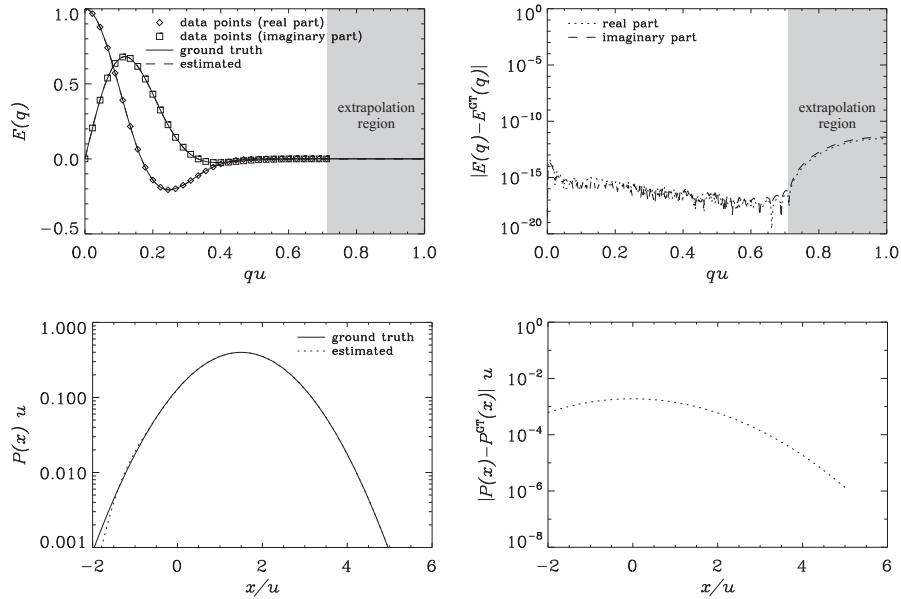 1.0
0.5
0.0
−0.5
E(q)
data points (real part)
data points (imaginary part)
ground truth
estimated
extrapolation
region
0.0 0.2 0.4 0.6 0.8 1.0
qu
10^0
10^−5
10^−10
10^−15
10^−20
|E(q)−E^GT(q)|
real part
imaginary part
extrapolation
region
0.0 0.2 0.4 0.6 0.8 1.0
qu
1.000
0.100
0.010
0.001
P(x) u
ground truth
estimated
−2 0 2 4 6
x/u
10^0
10^−2
10^−4
10^−6
10^−8
|P(x)−P^GT(x)| u
−2 0 2 4 6
x/u